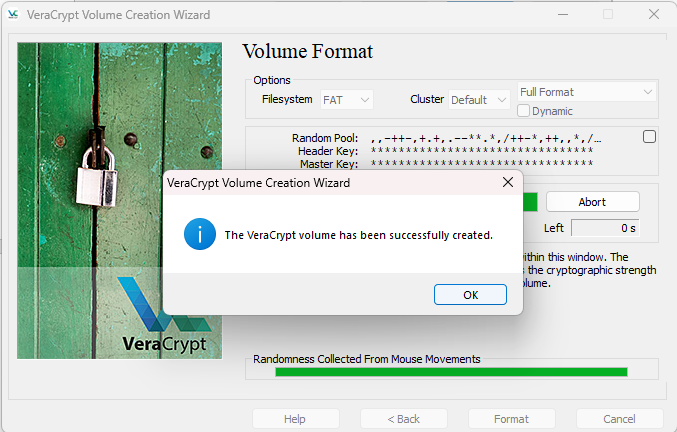 VeraCrypt Volume Creation Wizard
Volume Format
Options
Filesystem FAT Cluster Default Full Format
Dynamic
Random Pool: ,,-++-,+.+,.--**.*,/++-*,++,,*,/...
Header Key: ********************************
Master Key: ********************************
VeraCrypt Volume Creation Wizard
Abort
Left 0 s
The VeraCrypt volume has been successfully created.
OK
within this window. The
s the cryptographic strength
olume.
VeraCrypt
Randomness Collected From Mouse Movements
Help < Back Format Cancel